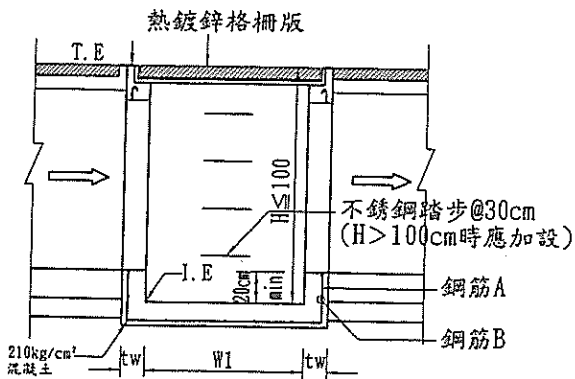 熱鍍鋅格柵版
T.E
H≦100
不銹鋼踏步@30cm
(H>100cm時應加設)
I.E
20cm
min
鋼筋A
鋼筋B
210kg/cm²
混凝土
tw
W1
tw